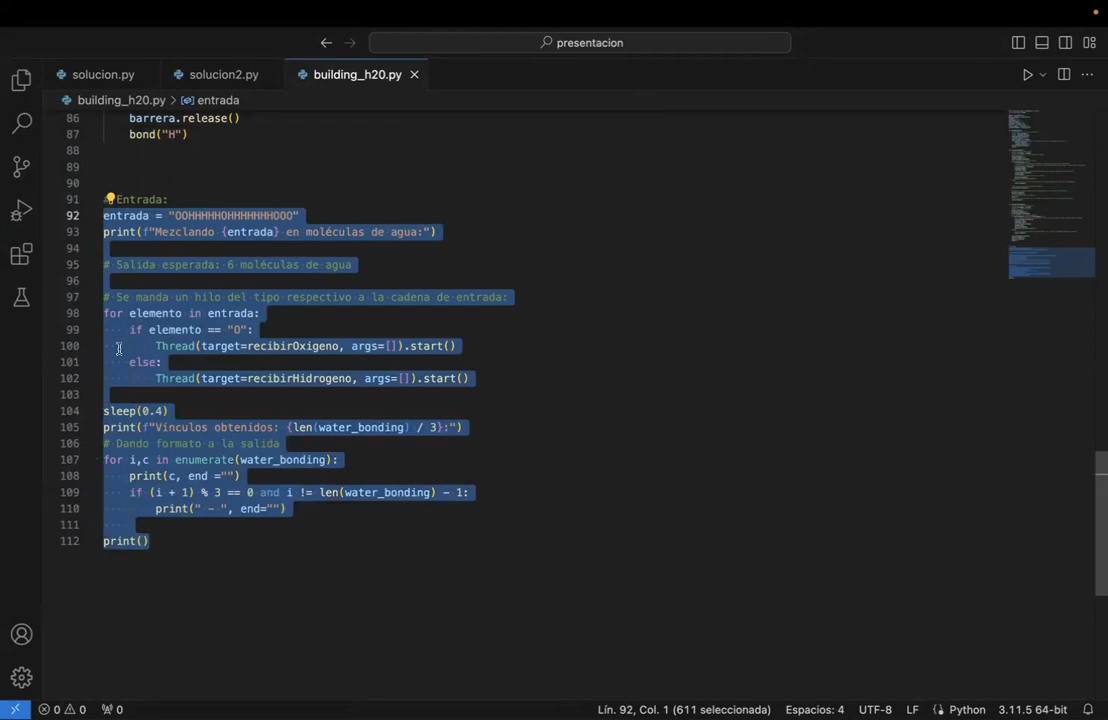 presentacion
solucion.py
solucion2.py
building_h20.py
building_h20.py > entrada
86 barrera.release()
87 bond("H")
88
89
90
91 Entrada:
92 entrada = "OOHHHHHOHHHHHHHOOO"
93 print(f"Mezclando {entrada} en moléculas de agua:")
94
95 # Salida esperada: 6 moléculas de agua
96
97 # Se manda un hilo del tipo respectivo a la cadena de entrada:
98 for elemento in entrada:
99 if elemento == "O":
100 Thread(target=recibirOxigeno, args=[]).start()
101 else:
102 Thread(target=recibirHidrogeno, args=[]).start()
103
104 sleep(0.4)
105 print(f"Vínculos obtenidos: {len(water_bonding) / 3}:")
106 # Dando formato a la salida
107 for i,c in enumerate(water_bonding):
108 print(c, end ="")
109 if (i + 1) % 3 == 0 and i != len(water_bonding) - 1:
110 print(" - ", end="")
111
112 print()
0 0 0 Lín. 92, Col. 1 (611 seleccionada) Espacios: 4 UTF-8 LF Python 3.11.5 64-bit